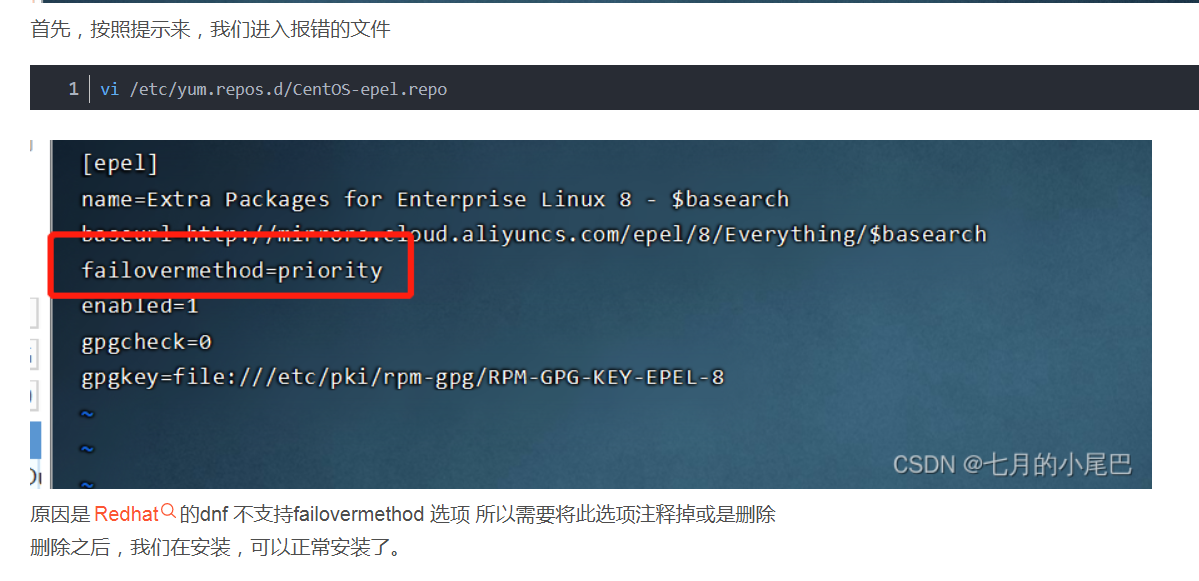 首先，按照提示来，我们进入报错的文件
1 vi /etc/yum.repos.d/CentOS-epel.repo
[epel]
name=Extra Packages for Enterprise Linux 8 - $basearch
baseurl=http://mirrors.cloud.aliyuncs.com/epel/8/Everything/$basearch
failovermethod=priority
enabled=1
gpgcheck=0
gpgkey=file:///etc/pki/rpm-gpg/RPM-GPG-KEY-EPEL-8
~
~
~
CSDN @七月的小尾巴
原因是 Redhat 的dnf 不支持failovermethod 选项 所以需要将此选项注释掉或是删除
删除之后，我们在安装，可以正常安装了。